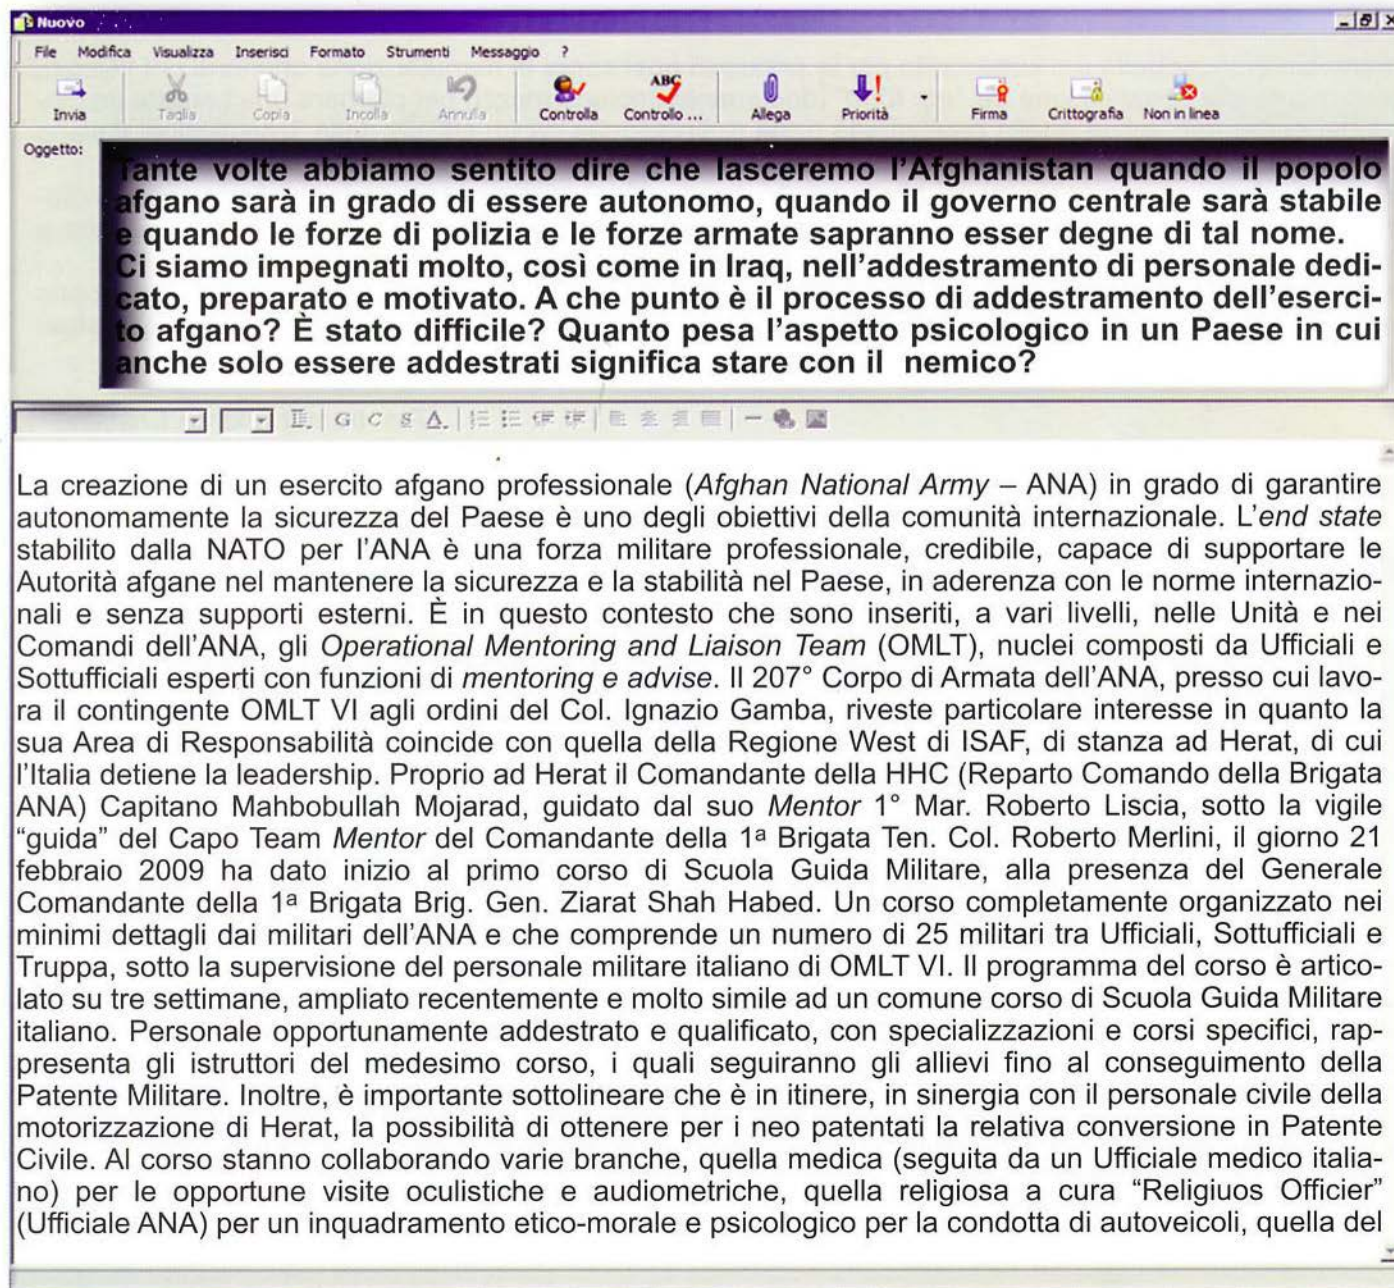 Nuovo
File Modifica Visualizza Inserisci Formato Strumenti Messaggio ?
Invia Taglia Copia Incolla Annulla Controlla Controllo ... Allega Priorità Firma Crittografia Non in linea
Oggetto:
Tante volte abbiamo sentito dire che lasceremo l'Afghanistan quando il popolo
afgano sarà in grado di essere autonomo, quando il governo centrale sarà stabile
e quando le forze di polizia e le forze armate sapranno esser degne di tal nome.
Ci siamo impegnati molto, così come in Iraq, nell'addestramento di personale dedi-
cato, preparato e motivato. A che punto è il processo di addestramento dell'eserci-
to afgano? È stato difficile? Quanto pesa l'aspetto psicologico in un Paese in cui
anche solo essere addestrati significa stare con il nemico?
G C S A
La creazione di un esercito afgano professionale (Afghan National Army – ANA) in grado di garantire
autonomamente la sicurezza del Paese è uno degli obiettivi della comunità internazionale. L'end state
stabilito dalla NATO per l'ANA è una forza militare professionale, credibile, capace di supportare le
Autorità afgane nel mantenere la sicurezza e la stabilità nel Paese, in aderenza con le norme internazio-
nali e senza supporti esterni. È in questo contesto che sono inseriti, a vari livelli, nelle Unità e nei
Comandi dell'ANA, gli Operational Mentoring and Liaison Team (OMLT), nuclei composti da Ufficiali e
Sottufficiali esperti con funzioni di mentoring e advise. Il 207° Corpo di Armata dell'ANA, presso cui lavo-
ra il contingente OMLT VI agli ordini del Col. Ignazio Gamba, riveste particolare interesse in quanto la
sua Area di Responsabilità coincide con quella della Regione West di ISAF, di stanza ad Herat, di cui
l'Italia detiene la leadership. Proprio ad Herat il Comandante della HHC (Reparto Comando della Brigata
ANA) Capitano Mahbobullah Mojarad, guidato dal suo Mentor 1° Mar. Roberto Liscia, sotto la vigile
"guida" del Capo Team Mentor del Comandante della 1ª Brigata Ten. Col. Roberto Merlini, il giorno 21
febbraio 2009 ha dato inizio al primo corso di Scuola Guida Militare, alla presenza del Generale
Comandante della 1ª Brigata Brig. Gen. Ziarat Shah Habed. Un corso completamente organizzato nei
minimi dettagli dai militari dell'ANA e che comprende un numero di 25 militari tra Ufficiali, Sottufficiali e
Truppa, sotto la supervisione del personale militare italiano di OMLT VI. Il programma del corso è artico-
lato su tre settimane, ampliato recentemente e molto simile ad un comune corso di Scuola Guida Militare
italiano. Personale opportunamente addestrato e qualificato, con specializzazioni e corsi specifici, rap-
presenta gli istruttori del medesimo corso, i quali seguiranno gli allievi fino al conseguimento della
Patente Militare. Inoltre, è importante sottolineare che è in itinere, in sinergia con il personale civile della
motorizzazione di Herat, la possibilità di ottenere per i neo patentati la relativa conversione in Patente
Civile. Al corso stanno collaborando varie branche, quella medica (seguita da un Ufficiale medico italia-
no) per le opportune visite oculistiche e audiometriche, quella religiosa a cura "Religiuos Officier"
(Ufficiale ANA) per un inquadramento etico-morale e psicologico per la condotta di autoveicoli, quella del